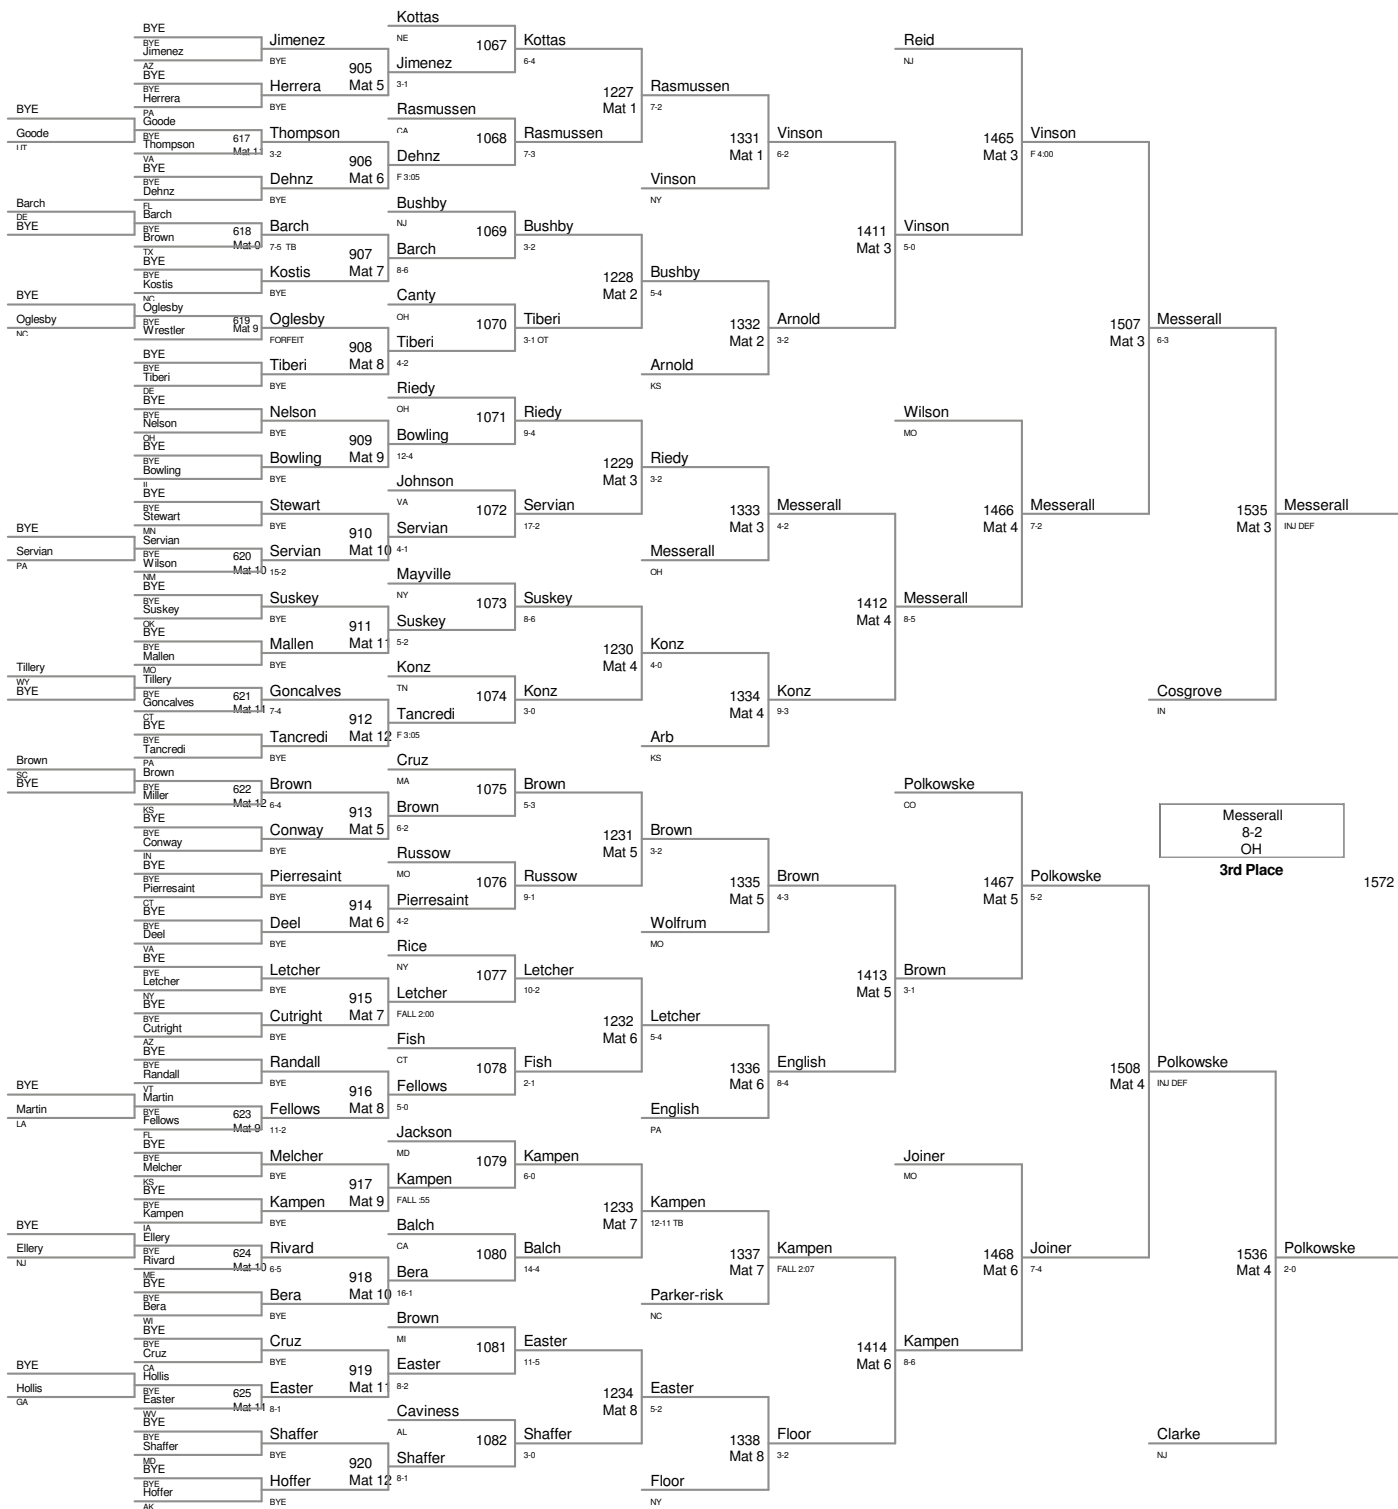 BYE
Goode
UT
Barch
DE
BYE
BYE
Oglesby
NC
BYE
Servian
PA
Tillery
WY
BYE
Brown
SC
BYE
BYE
Martin
LA
BYE
Ellery
NJ
BYE
Hollis
GA
BYE
BYE
Jimenez
AZ
BYE
BYE
Herrera
PA
Goode
BYE
Thompson
617
Mat 11
VA
BYE
BYE
Dehnz
FL
Barch
BYE
Brown
618
Mat 9
TX
BYE
BYE
Kostis
NC
Oglesby
BYE
Wrestler
619
Mat 9
BYE
BYE
Tiberi
DE
BYE
BYE
Nelson
OH
BYE
BYE
Bowling
IL
BYE
BYE
Stewart
MN
Servian
BYE
Wilson
620
Mat 10
NM
BYE
BYE
Suskey
OK
BYE
BYE
Mallen
MO
Tillery
BYE
Goncalves
621
Mat 11
CT
BYE
BYE
Tancredi
PA
Brown
BYE
Miller
622
Mat 12
KS
BYE
BYE
Conway
IN
BYE
BYE
Pierresaint
CT
BYE
BYE
Deel
VA
BYE
BYE
Letcher
NY
BYE
BYE
Cutright
AZ
BYE
BYE
Randall
VT
Martin
BYE
Fellows
623
Mat 9
FL
BYE
BYE
Melcher
KS
BYE
BYE
Kampen
IA
Ellery
BYE
Rivard
624
Mat 10
ME
BYE
BYE
Bera
WI
BYE
BYE
Cruz
CA
Hollis
BYE
Easter
625
Mat 11
WV
BYE
BYE
Shaffer
MD
BYE
BYE
Hoffer
AK
Jimenez
BYE
905
Mat 5
Herrera
BYE
Thompson
3-2
906
Mat 6
Dehnz
BYE
Barch
7-5 TB
907
Mat 7
Kostis
BYE
Oglesby
FORFEIT
908
Mat 8
Tiberi
BYE
Nelson
BYE
909
Mat 9
Bowling
BYE
Stewart
BYE
910
Mat 10
Servian
15-2
Suskey
BYE
911
Mat 11
Mallen
BYE
Goncalves
7-4
912
Mat 12
Tancredi
BYE
Brown
6-4
913
Mat 5
Conway
BYE
Pierresaint
BYE
914
Mat 6
Deel
BYE
Letcher
BYE
915
Mat 7
Cutright
BYE
Randall
BYE
916
Mat 8
Fellows
11-2
Melcher
BYE
917
Mat 9
Kampen
BYE
Rivard
6-5
918
Mat 10
Bera
BYE
Cruz
BYE
919
Mat 11
Easter
8-1
Shaffer
BYE
920
Mat 12
Hoffer
BYE
Kottas
NE
1067
Jimenez
3-1
Rasmussen
CA
1068
Dehnz
F 3:05
Bushby
NJ
1069
Barch
8-6
Canty
OH
1070
Tiberi
4-2
Riedy
OH
1071
Bowling
12-4
Johnson
VA
1072
Servian
4-1
Mayville
NY
1073
Suskey
5-2
Konz
TN
1074
Tancredi
F 3:05
Cruz
MA
1075
Brown
6-2
Russow
MO
1076
Pierresaint
4-2
Rice
NY
1077
Letcher
FALL 2:00
Fish
CT
1078
Fellows
5-0
Jackson
MD
1079
Kampen
FALL :55
Balch
CA
1080
Bera
16-1
Brown
MI
1081
Easter
8-2
Caviness
AL
1082
Shaffer
8-1
Kottas
6-4
1227
Mat 1
Rasmussen
7-3
Bushby
3-2
1228
Mat 2
Tiberi
3-1 OT
Riedy
9-4
1229
Mat 3
Servian
17-2
Suskey
8-6
1230
Mat 4
Konz
3-0
Brown
5-3
1231
Mat 5
Russow
9-1
Letcher
10-2
1232
Mat 6
Fish
2-1
Kampen
6-0
1233
Mat 7
Balch
14-4
Easter
11-5
1234
Mat 8
Shaffer
3-0
Rasmussen
7-2
1331
Mat 1
Vinson
NY
Bushby
5-4
1332
Mat 2
Arnold
KS
Riedy
3-2
1333
Mat 3
Messerall
OH
Konz
4-0
1334
Mat 4
Arb
KS
Brown
3-2
1335
Mat 5
Wolfrum
MO
Letcher
5-4
1336
Mat 6
English
PA
Kampen
12-11 TB
1337
Mat 7
Parker-risk
NC
Easter
5-2
1338
Mat 8
Floor
NY
Vinson
6-2
1411
Mat 3
Arnold
3-2
Messerall
4-2
1412
Mat 4
Konz
9-3
Brown
4-3
1413
Mat 5
English
8-4
Kampen
FALL 2:07
1414
Mat 6
Floor
3-2
Reid
NJ
1465
Mat 3
Vinson
5-0
Wilson
MO
1466
Mat 4
Messerall
8-5
Polkowske
CO
1467
Mat 5
Brown
3-1
Joiner
MO
1468
Mat 6
Kampen
8-6
Vinson
F 4:00
1507
Mat 3
Messerall
7-2
Polkowske
5-2
1508
Mat 4
Joiner
7-4
Messerall
6-3
1535
Mat 3
Cosgrove
IN
Polkowske
INJ DEF
1536
Mat 4
Clarke
NJ
Messerall
INJ DEF
Messerall
8-2
OH
3rd Place
1572
Polkowske
2-0